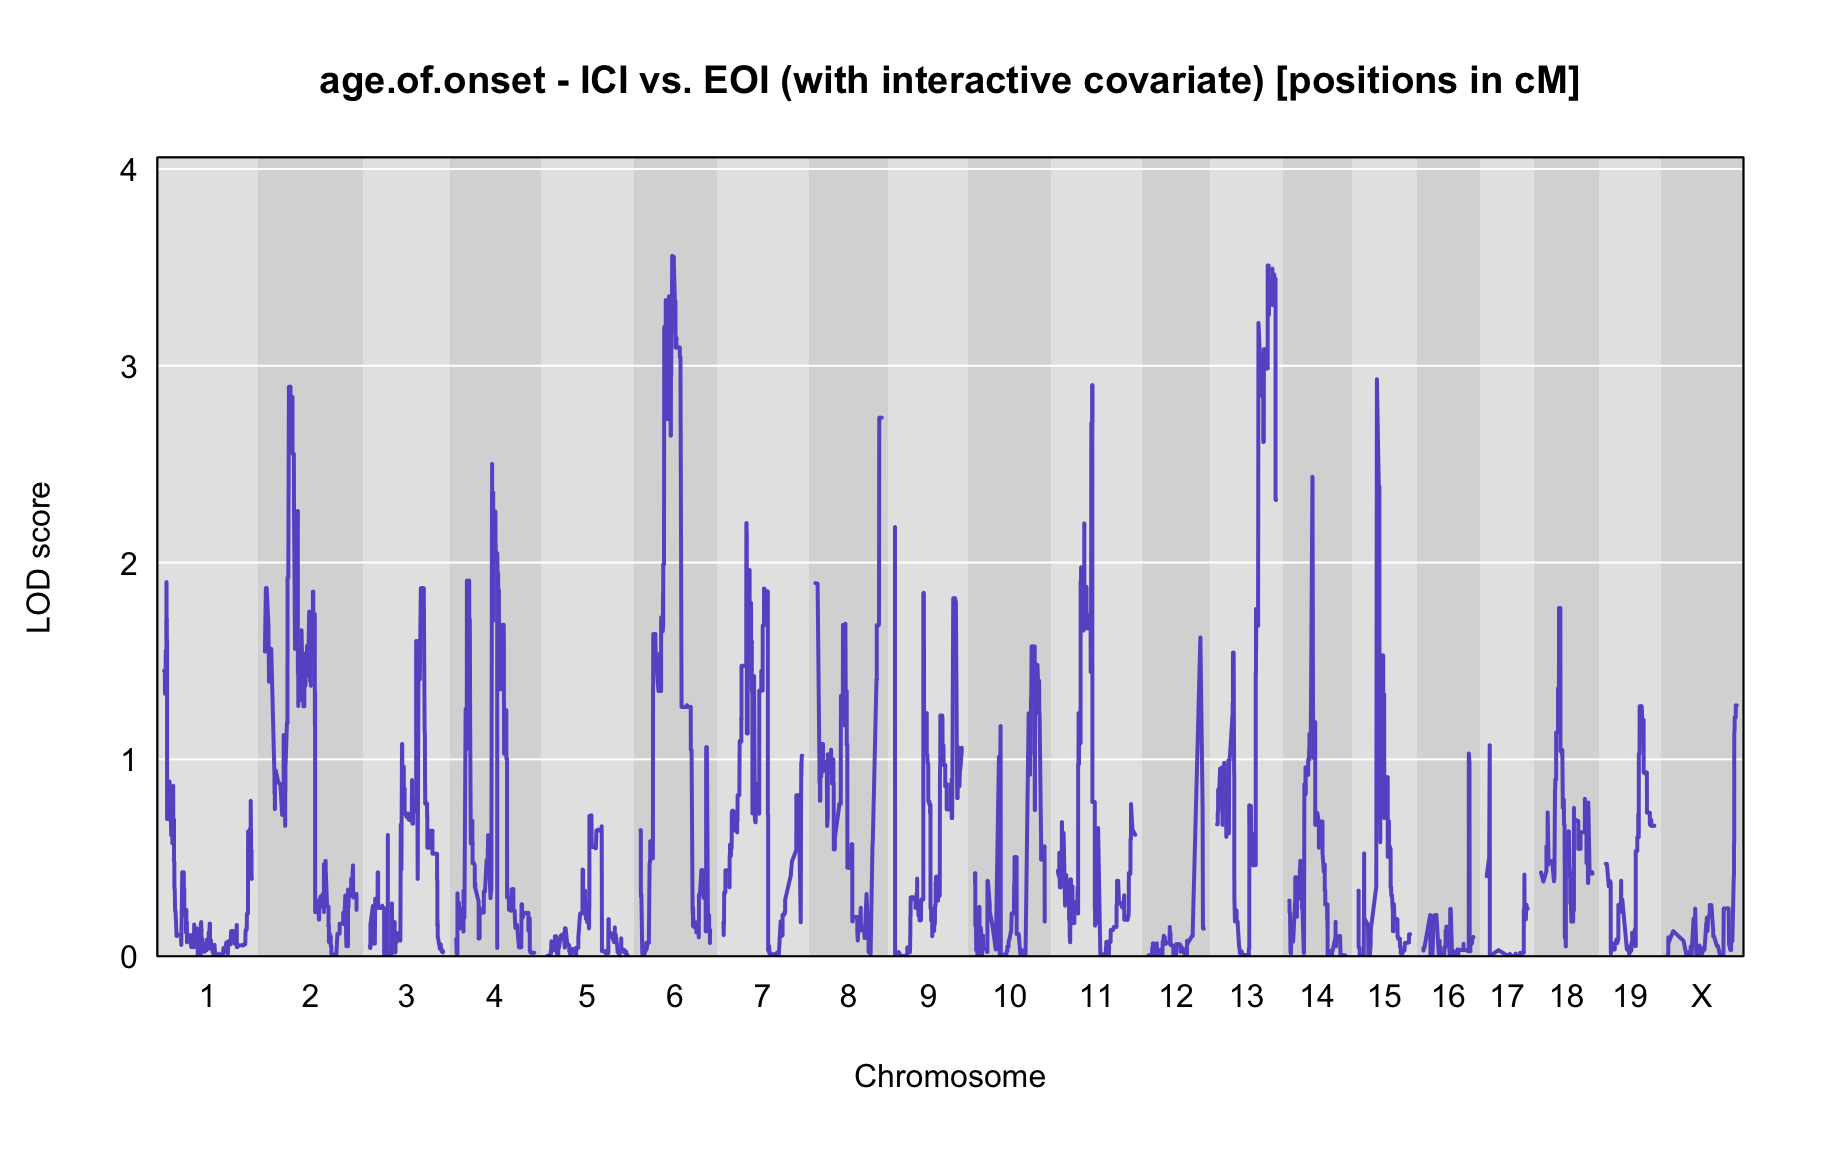 age.of.onset - ICI vs. EOI (with interactive covariate) [positions in cM]
4
3
2
1
0
LOD score
1 2 3 4 5 6 7 8 9 10 11 12 13 14 15 16 17 18 19 X
Chromosome